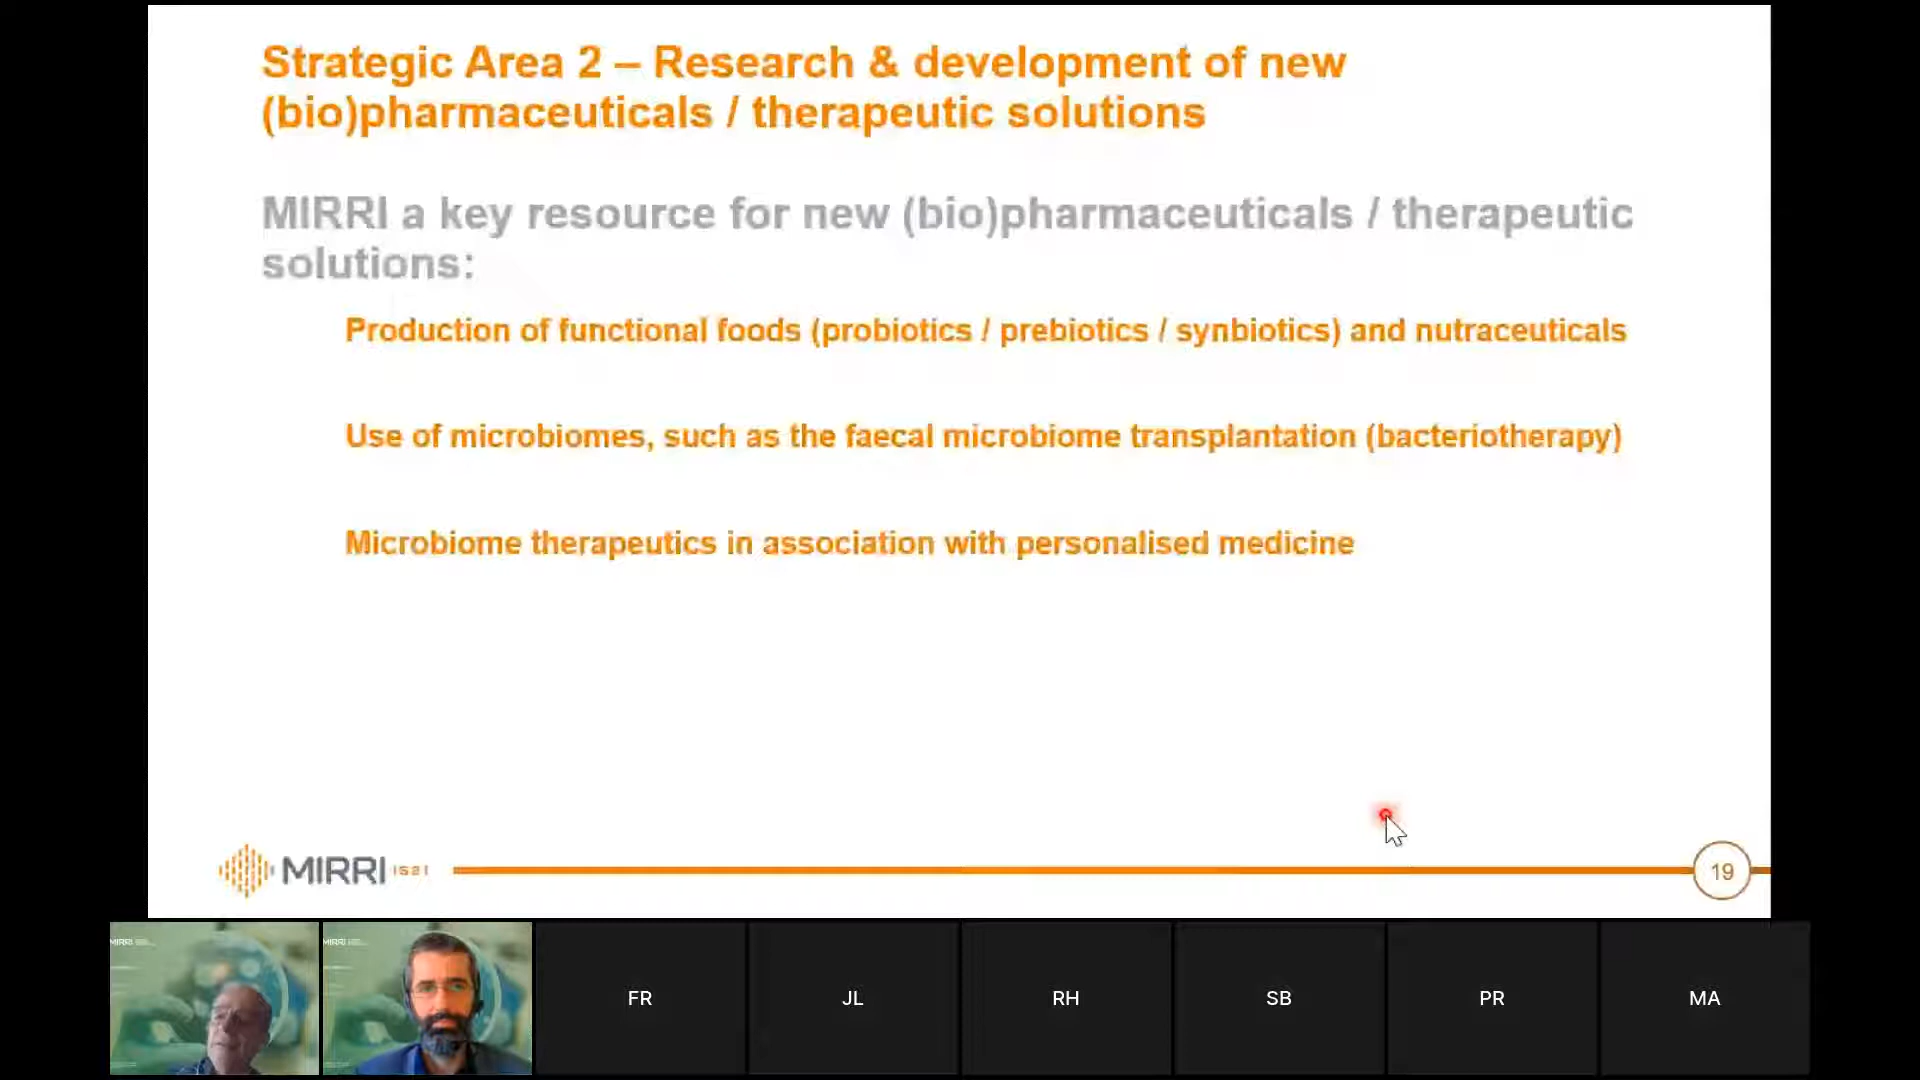 Strategic Area 2 – Research & development of new
(bio)pharmaceuticals / therapeutic solutions
MIRRI a key resource for new (bio)pharmaceuticals / therapeutic
solutions:
Production of functional foods (probiotics / prebiotics / synbiotics) and nutraceuticals
Use of microbiomes, such as the faecal microbiome transplantation (bacteriotherapy)
Microbiome therapeutics in association with personalised medicine
MIRRI IS21
19
MIRRI
MIRRI
FR
JL
RH
SB
PR
MA